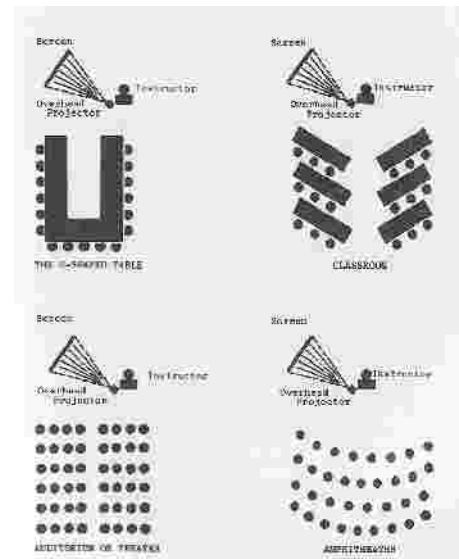 Screen
Instructor
Overhead
Projector
THE U-SHAPED TABLE
Screen
Instructor
Overhead
Projector
CLASSROOM
Screen
Instructor
Overhead
Projector
AUDITORIUM OR THEATER
Screen
Instructor
Overhead
Projector